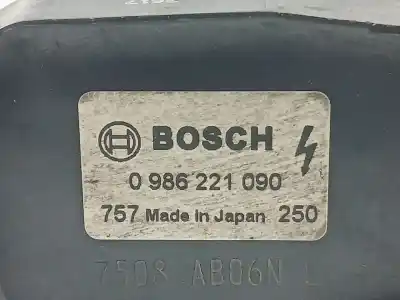 BOSCH
0 986 221 090
757 Made in Japan 250
7508 AB06N L